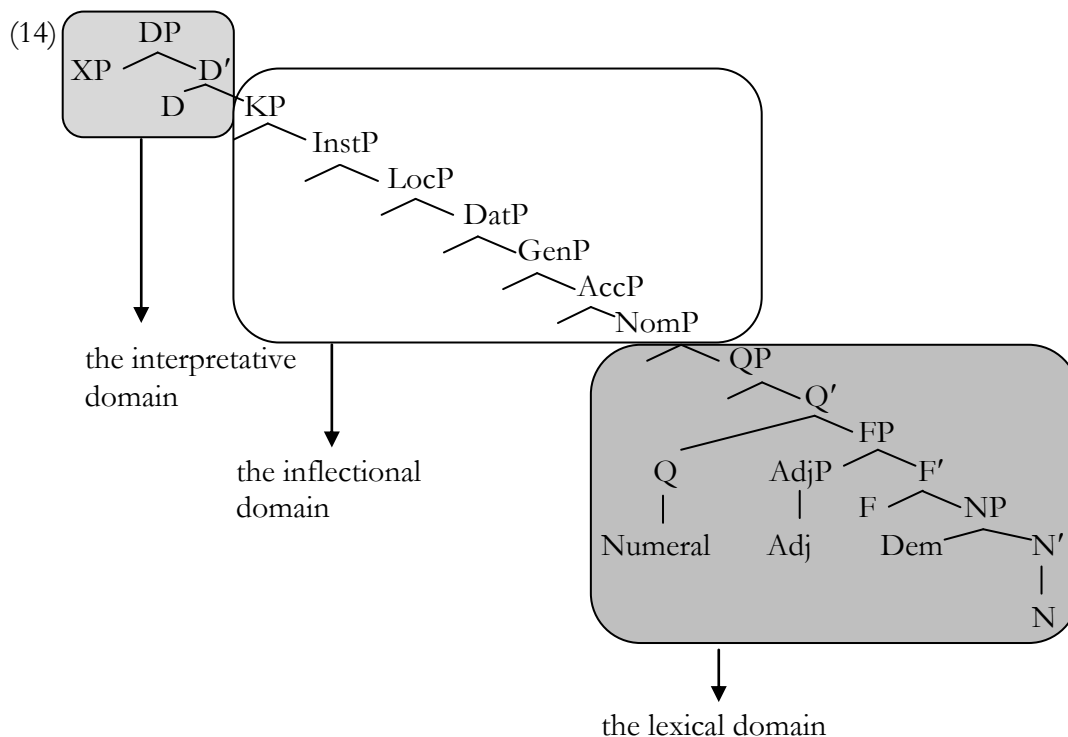 (14)
DP
XP D′
D KP
InstP
LocP
DatP
GenP
AccP
NomP
the interpretative
domain
QP
Q′
FP
the inflectional
domain
Q AdjP F′
F NP
Numeral Adj Dem N′
N
the lexical domain